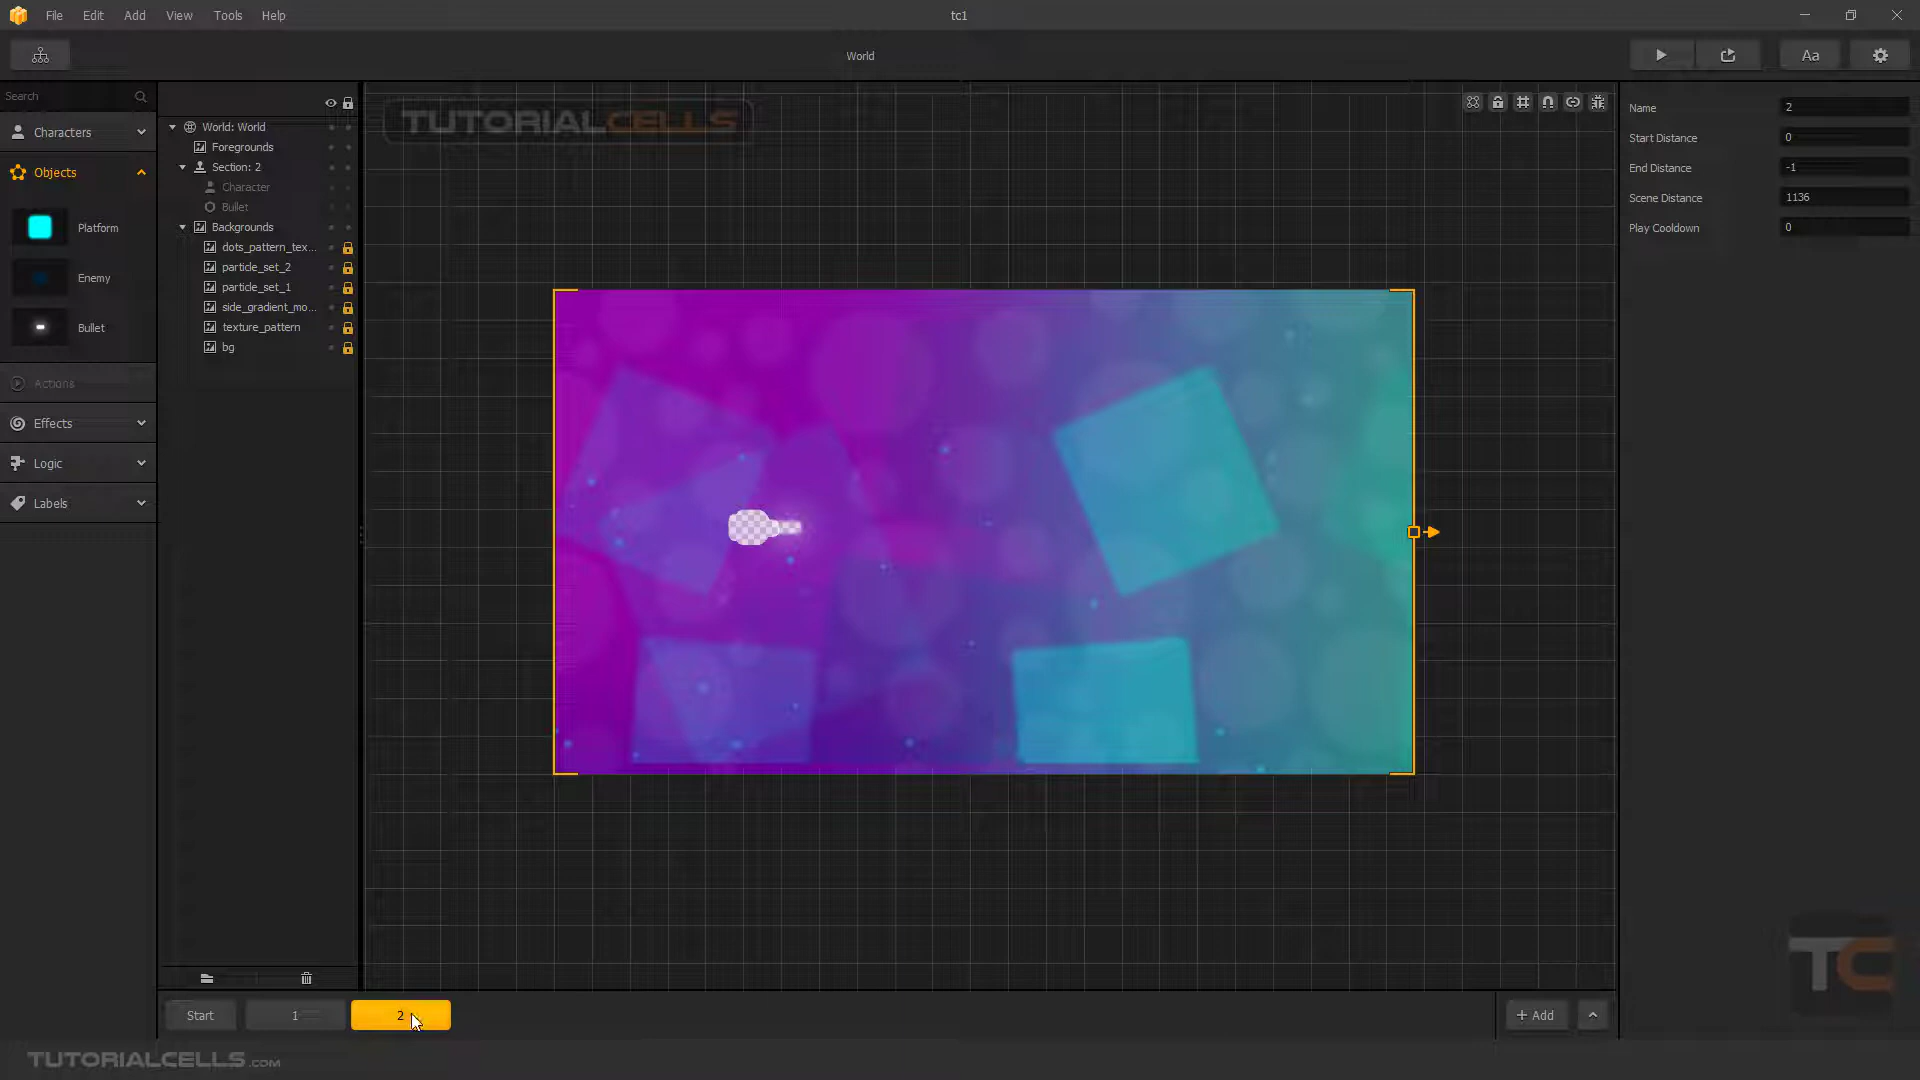 File Edit Add View Tools Help
tc1
World
Aa
Search
Characters
Objects
Platform
Enemy
Bullet
Actions
Effects
Logic
Labels
World: World
Foregrounds
Section: 2
Character
Bullet
Backgrounds
dots_pattern_tex...
particle_set_2
particle_set_1
side_gradient_mo...
texture_pattern
bg
TUTORIALCELLS
Name 2
Start Distance 0
End Distance -1
Scene Distance 1136
Play Cooldown 0
TC
Start 1 2
+ Add
TUTORIALCELLS.COM